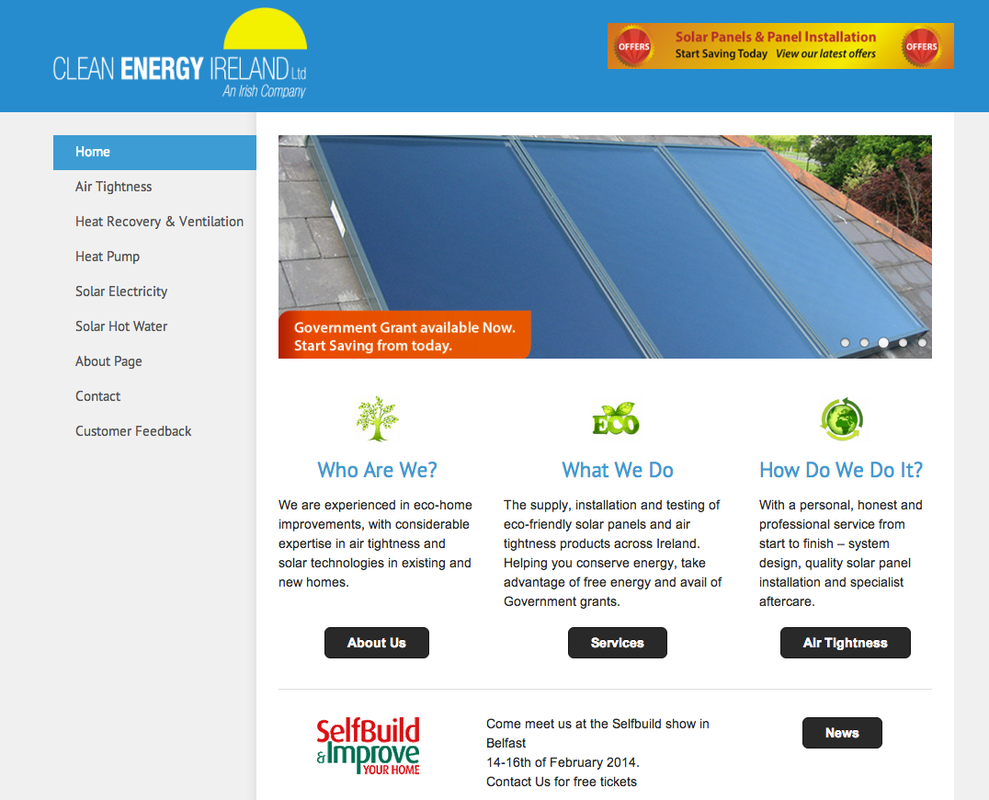 CLEAN ENERGY IRELAND Ltd
An Irish Company
OFFERS
Solar Panels & Panel Installation
Start Saving Today View our latest offers
OFFERS
Home
Air Tightness
Heat Recovery & Ventilation
Heat Pump
Solar Electricity
Solar Hot Water
About Page
Contact
Customer Feedback
Government Grant available Now.
Start Saving from today.
Who Are We?
We are experienced in eco-home
improvements, with considerable
expertise in air tightness and
solar technologies in existing and
new homes.
About Us
ECO
What We Do
The supply, installation and testing of
eco-friendly solar panels and air
tightness products across Ireland.
Helping you conserve energy, take
advantage of free energy and avail of
Government grants.
Services
How Do We Do It?
With a personal, honest and
professional service from
start to finish – system
design, quality solar panel
installation and specialist
aftercare.
Air Tightness
SelfBuild
& Improve
YOUR HOME
Come meet us at the Selfbuild show in
Belfast
14-16th of February 2014.
Contact Us for free tickets
News